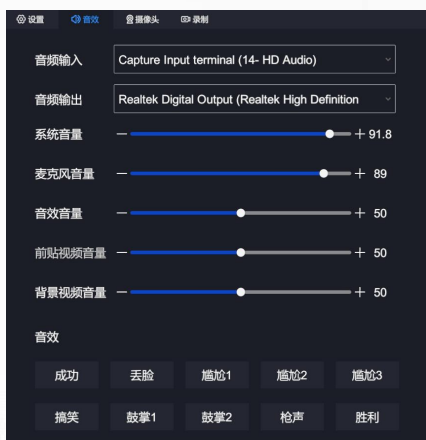 设置 音效 摄像头 录制
音频输入 Capture Input terminal (14- HD Audio)
音频输出 Realtek Digital Output (Realtek High Definition
系统音量 91.8
麦克风音量 89
音效音量 50
前贴视频音量 50
背景视频音量 50
音效
成功 丢脸 尴尬1 尴尬2 尴尬3
搞笑 鼓掌1 鼓掌2 枪声 胜利